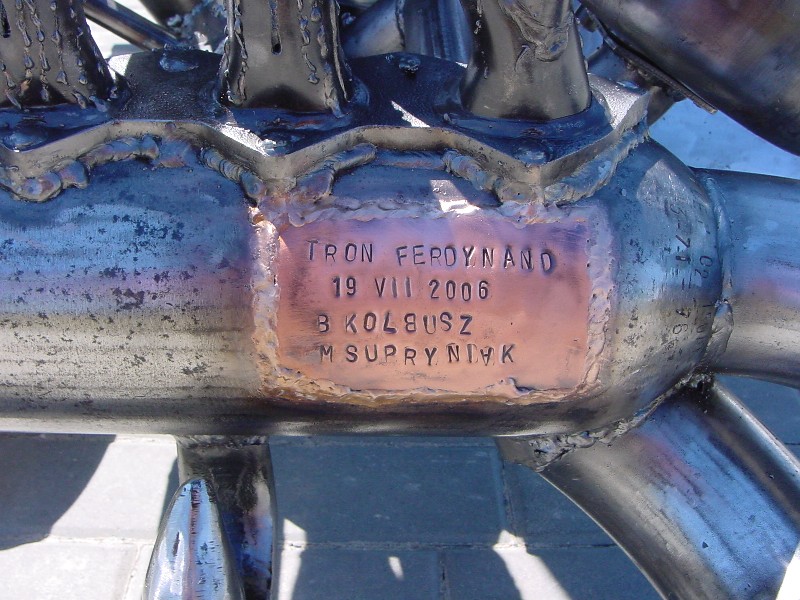 TRON FERDYNAND
19 VII 2006
B KOLBUSZ
M SUPRYNIAK